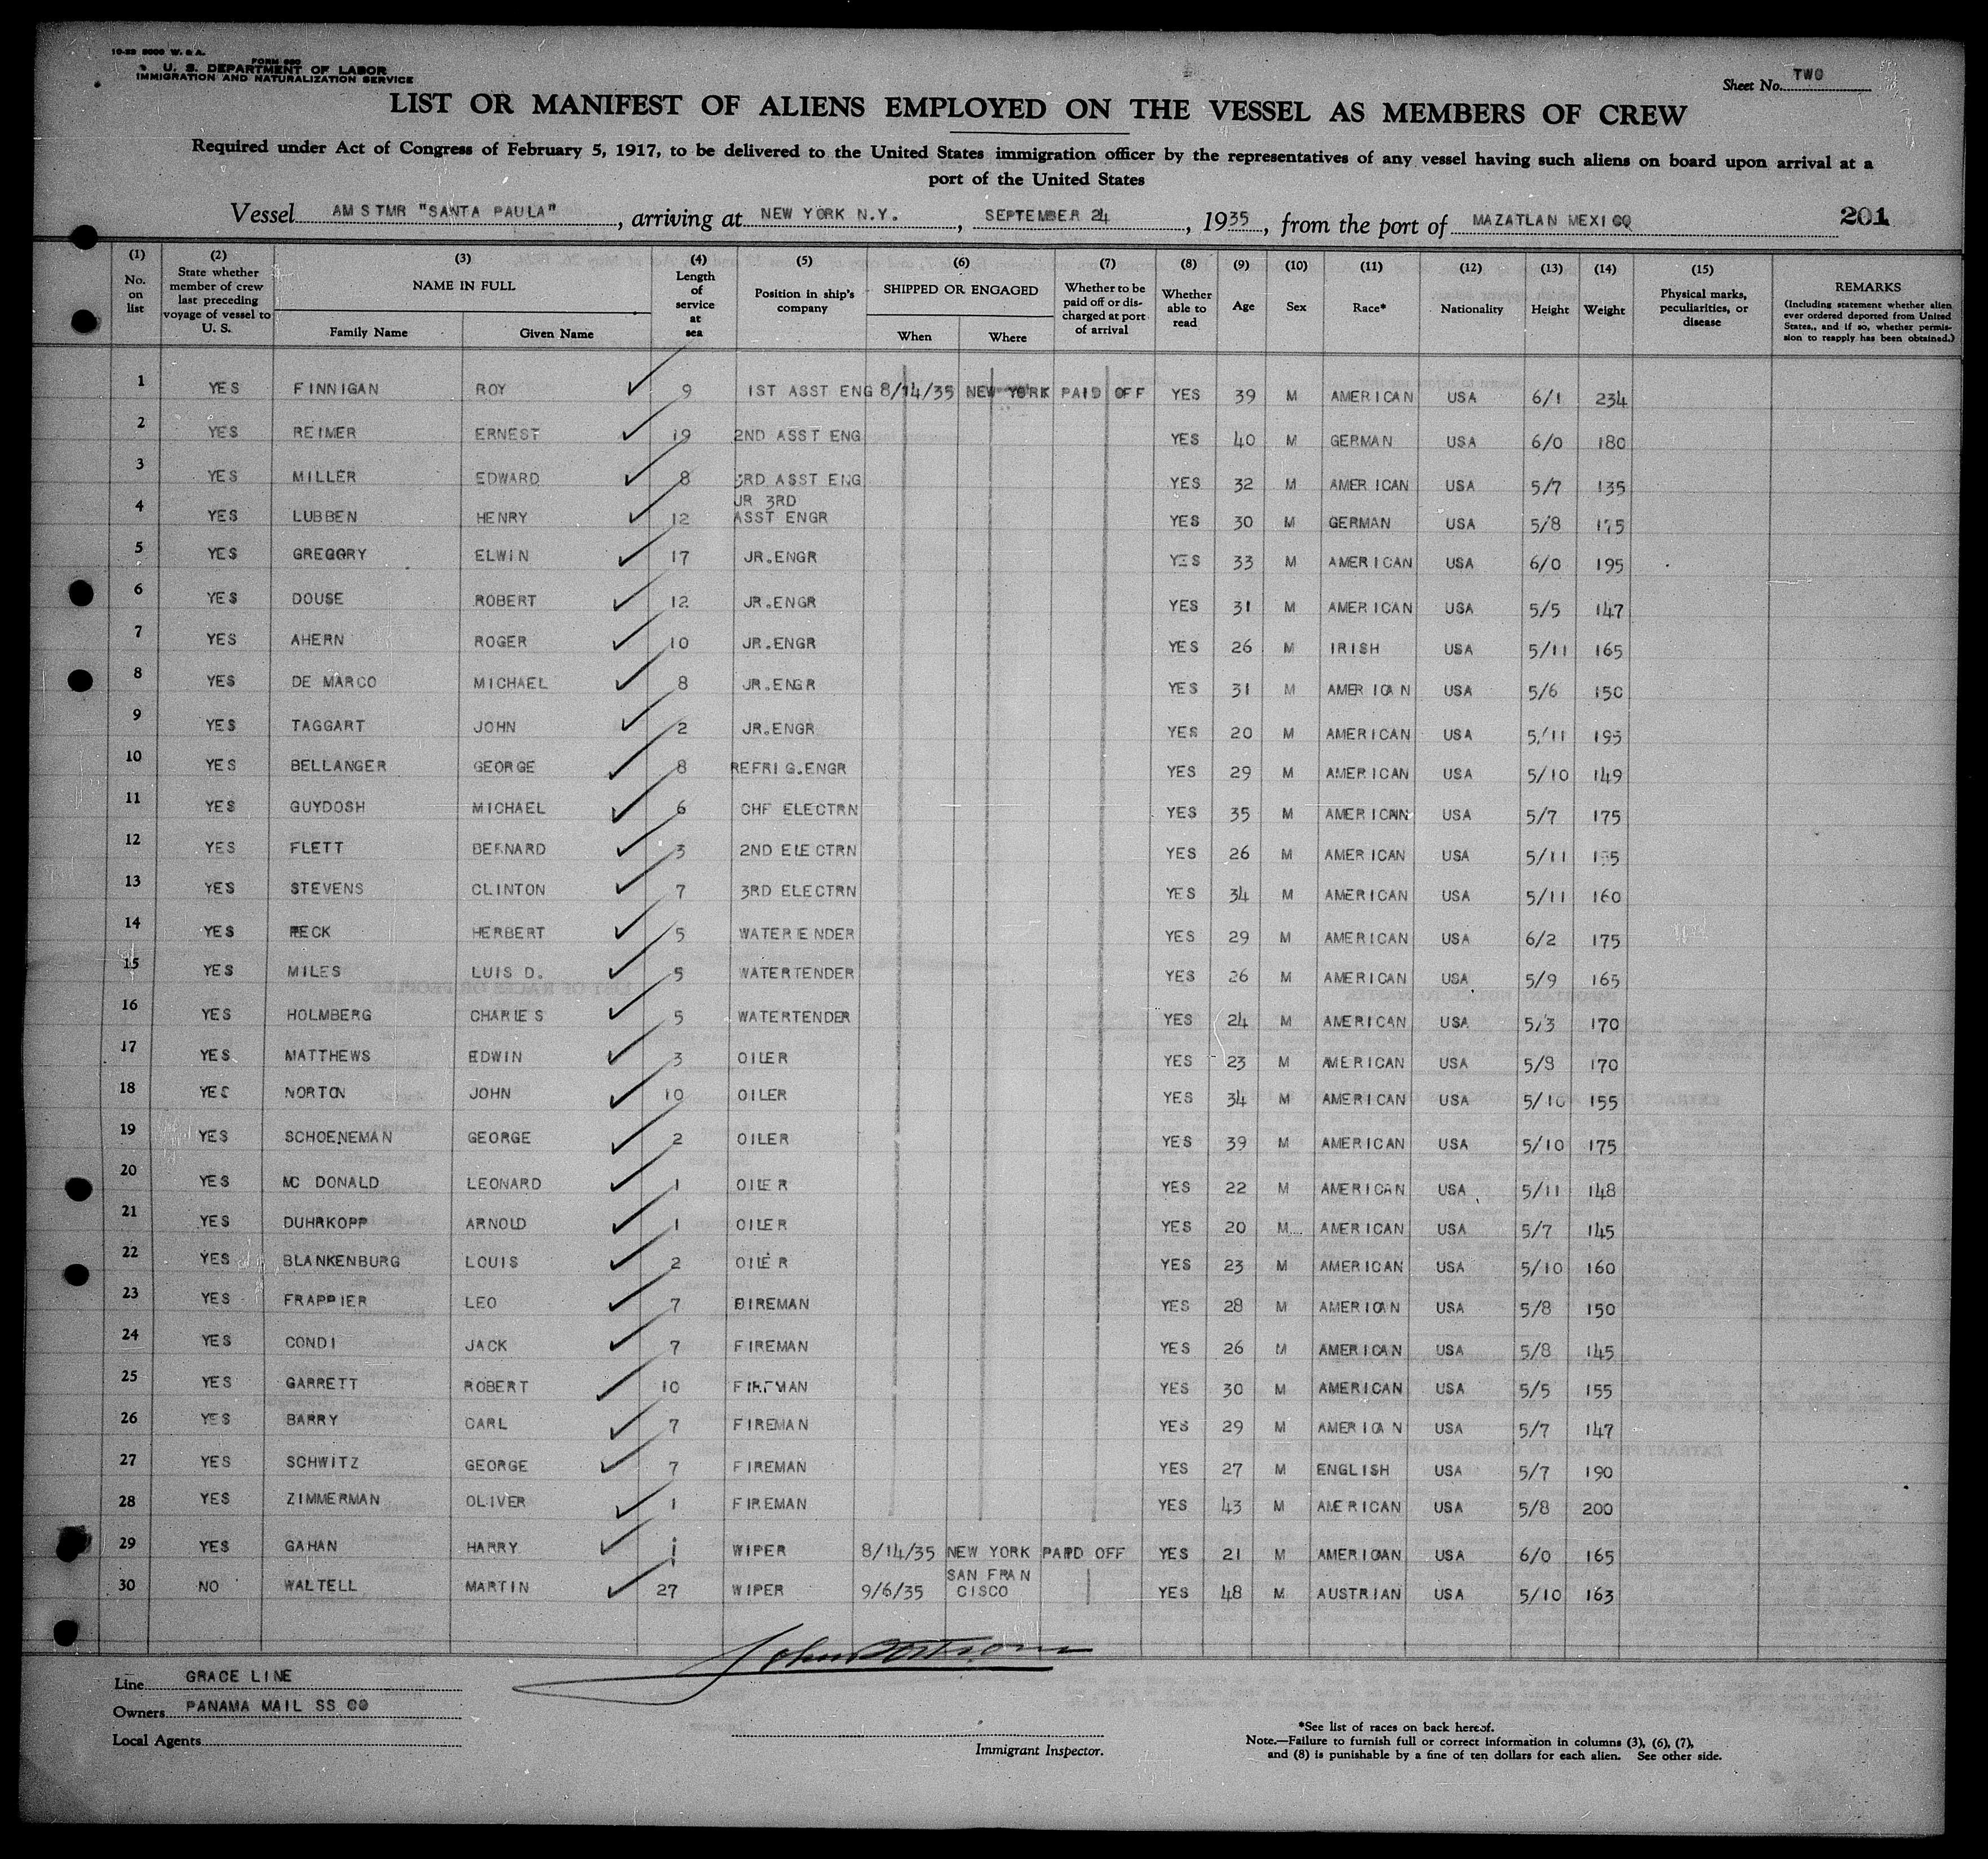 10-33 5000 W. & A.
FORM 680
U. S. DEPARTMENT OF LABOR
IMMIGRATION AND NATURALIZATION SERVICE
Sheet No. TWO
LIST OR MANIFEST OF ALIENS EMPLOYED ON THE VESSEL AS MEMBERS OF CREW
Required under Act of Congress of February 5, 1917, to be delivered to the United States immigration officer by the representatives of any vessel having such aliens on board upon arrival at a
port of the United States
Vessel AM STMR "SANTA PAULA", arriving at NEW YORK N.Y., SEPTEMBER 24, 1935, from the port of MAZATLAN MEXICO 201
(1) No. on list
(2) State whether member of crew last preceding voyage of vessel to U. S.
(3) NAME IN FULL Family Name Given Name
(4) Length of service at sea
(5) Position in ship's company
(6) SHIPPED OR ENGAGED When Where
(7) Whether to be paid off or discharged at port of arrival
(8) Whether able to read
(9) Age
(10) Sex
(11) Race*
(12) Nationality
(13) Height
(14) Weight
(15) Physical marks, peculiarities, or disease
REMARKS (Including statement whether alien ever ordered deported from United States., and if so, whether permission to reapply has been obtained.)
1 YES FINNIGAN ROY 9 1ST ASST ENG 8/14/35 NEW YORK PAID OFF YES 39 M AMERICAN USA 6/1 234
2 YES REIMER ERNEST 19 2ND ASST ENG YES 40 M GERMAN USA 6/0 180
3 YES MILLER EDWARD 8 3RD ASST ENG YES 32 M AMERICAN USA 5/7 135
4 YES LUBBEN HENRY 12 JR 3RD ASST ENGR YES 30 M GERMAN USA 5/8 175
5 YES GREGORY ELWIN 17 JR.ENGR YES 33 M AMERICAN USA 6/0 195
6 YES DOUSE ROBERT 12 JR.ENGR YES 31 M AMERICAN USA 5/5 147
7 YES AHERN ROGER 10 JR.ENGR YES 26 M IRISH USA 5/11 165
8 YES DE MARCO MICHAEL 8 JR.ENGR YES 31 M AMERICAN USA 5/6 150
9 YES TAGGART JOHN 2 JR.ENGR YES 20 M AMERICAN USA 5/11 195
10 YES BELLANGER GEORGE 8 REFRIG.ENGR YES 29 M AMERICAN USA 5/10 149
11 YES GUYDOSH MICHAEL 6 CHF ELECTRN YES 35 M AMERICAN USA 5/7 175
12 YES FLETT BERNARD 3 2ND ELECTRN YES 26 M AMERICAN USA 5/11
13 YES STEVENS CLINTON 7 3RD ELECTRN YES 34 M AMERICAN USA 5/11 160
14 YES HERBERT 5 WATERTENDER YES 29 M AMERICAN USA 6/2 175
15 YES MILES LUIS D. 5 WATERTENDER YES 26 M AMERICAN USA 5/9 165
16 YES HOLMBERG CHARLES 5 WATERTENDER YES 24 M AMERICAN USA 5/3 170
17 YES MATTHEWS EDWIN 3 OILER YES 23 M AMERICAN USA 5/9 170
18 YES NORTON JOHN 10 OILER YES 34 M AMERICAN USA 5/10 155
19 YES SCHOENEMAN GEORGE 2 OILER YES 39 M AMERICAN USA 5/10 175
20 YES MC DONALD LEONARD 1 OILER YES 22 M AMERICAN USA 5/11 148
21 YES DUHRKOPP ARNOLD 1 OILER YES 20 M AMERICAN USA 5/7 145
22 YES BLANKENBURG LOUIS 2 OILER YES 23 M AMERICAN USA 5/10 160
23 YES FRAPPIER LEO 7 DIREMAN YES 28 M AMERICAN USA 5/8 150
24 YES CONDI JACK 7 FIREMAN YES 26 M AMERICAN USA 5/8 145
25 YES GARRETT ROBERT 10 FIREMAN YES 30 M AMERICAN USA 5/5 155
26 YES BARRY CARL 7 FIREMAN YES 29 M AMERICAN USA 5/7 147
27 YES SCHWITZ GEORGE 7 FIREMAN YES 27 M ENGLISH USA 5/7 190
28 YES ZIMMERMAN OLIVER 1 FIREMAN YES 43 M AMERICAN USA 5/8 200
29 YES GAHAN HARRY 1 WIPER 8/14/35 NEW YORK PAID OFF YES 21 M AMERICAN USA 6/0 165
30 NO WALTELL MARTIN 27 WIPER 9/6/35 SAN FRAN CISCO YES 48 M AUSTRIAN USA 5/10 163
Line GRACE LINE
Owners PANAMA MAIL SS CO
Local Agents
Immigrant Inspector.
*See list of races on back hereof.
Note.—Failure to furnish full or correct information in columns (3), (6), (7),
and (8) is punishable by a fine of ten dollars for each alien. See other side.